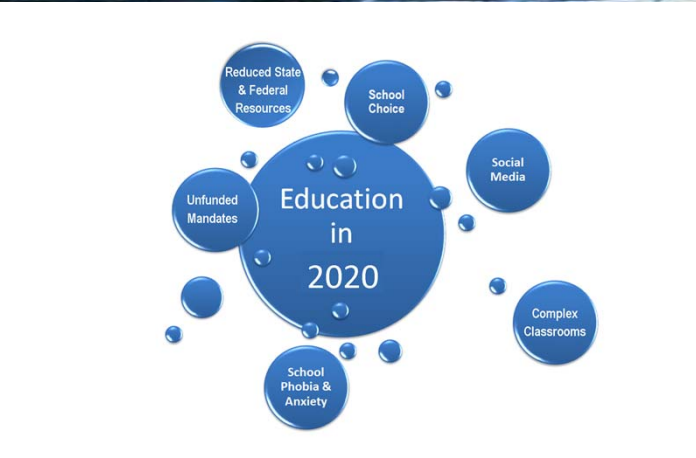 Reduced State
& Federal
Resources
School
Choice
Social
Media
Unfunded
Mandates
Education
in
2020
Complex
Classrooms
School
Phobia &
Anxiety